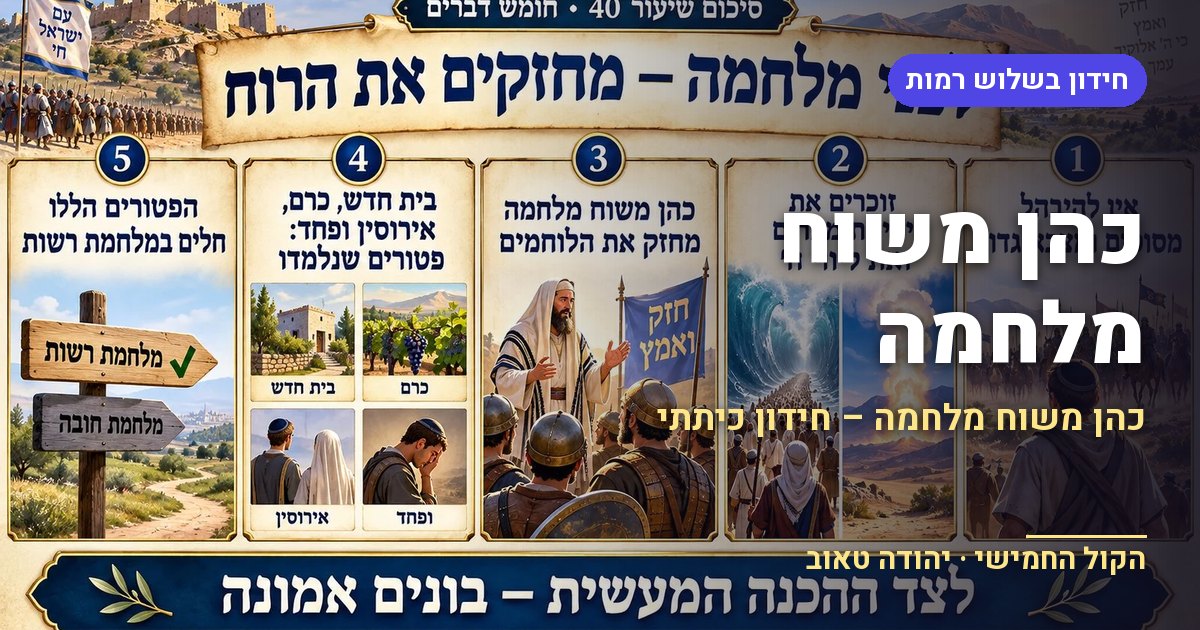 סיכום שיעור 40 • חומש דברים
עם
ישראל
חי
חזק
ואמץ
חידון בשלוש רמות
מלחמה – מחזקים את הרוח
1
2
זוכרים את
3
כהן משוח מלחמה
מחזק את הלוחמים
חזק
ואמץ
4
בית חדש, כרם,
אירוסין ופחד:
פטורים שנלמדו
בית חדש
כרם
אירוסין
ופחד
5
הפטורים הללו
חלים במלחמת רשות
מלחמת רשות
מלחמת חובה
כהן משוח
מלחמה
כהן משוח מלחמה – חידון כיתתי
הקול החמישי · יהודה טאוב
לצד ההכנה המעשית – בונים אמונה